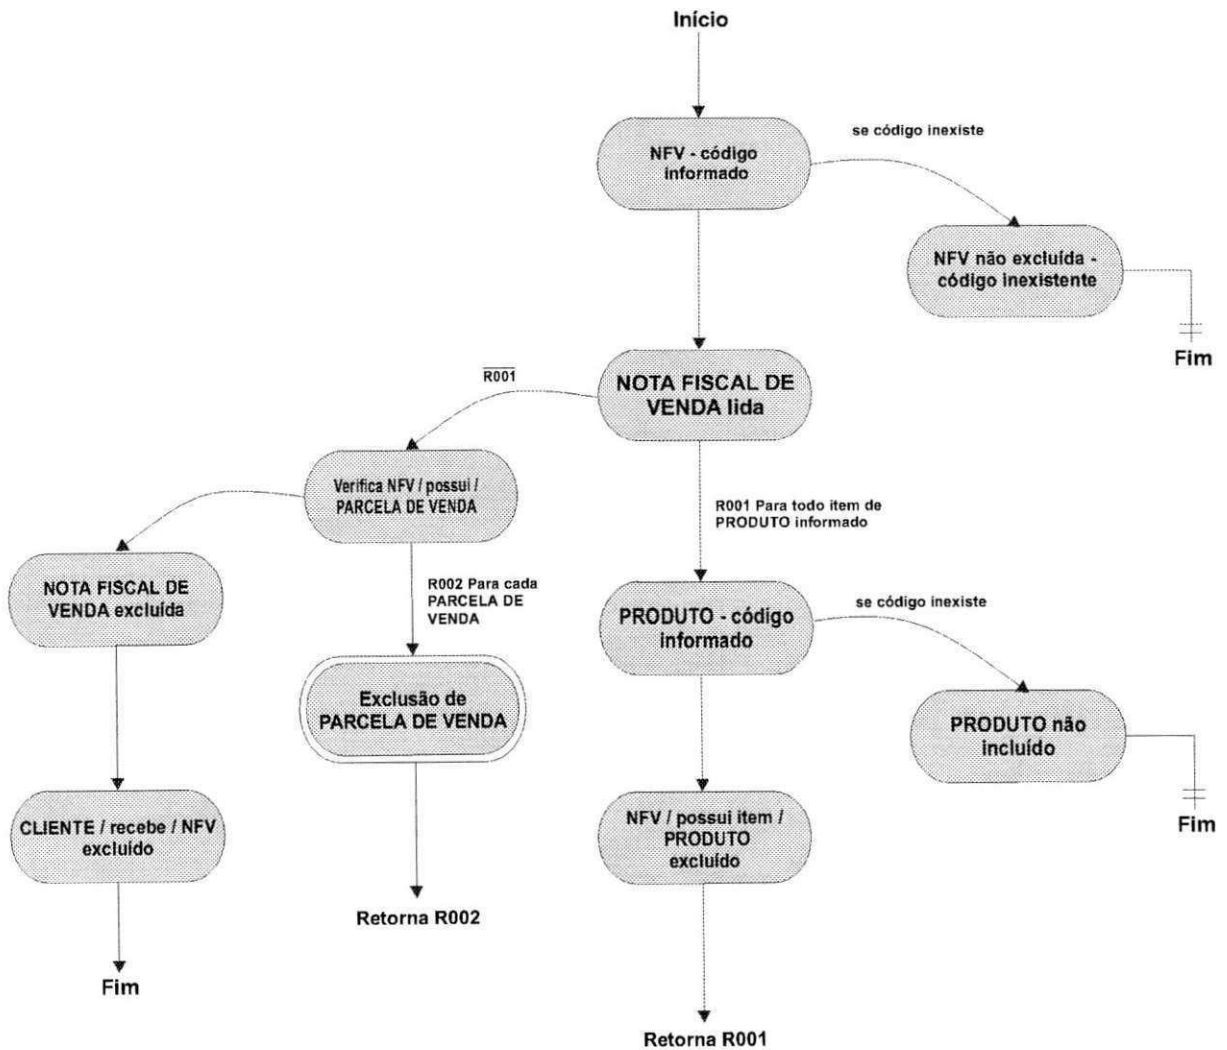 Início
NFV - código
informado
se código inexiste
NFV não excluída -
código inexistente
Fim
NOTA FISCAL DE
VENDA lida
R001
Verifica NFV / possui /
PARCELA DE VENDA
R001 Para todo item de
PRODUTO informado
NOTA FISCAL DE
VENDA excluída
R002 Para cada
PARCELA DE
VENDA
PRODUTO - código
informado
se código inexiste
Exclusão de
PARCELA DE VENDA
PRODUTO não
incluído
Fim
CLIENTE / recebe / NFV
excluído
NFV / possui item /
PRODUTO
excluído
Retorna R002
Fim
Retorna R001